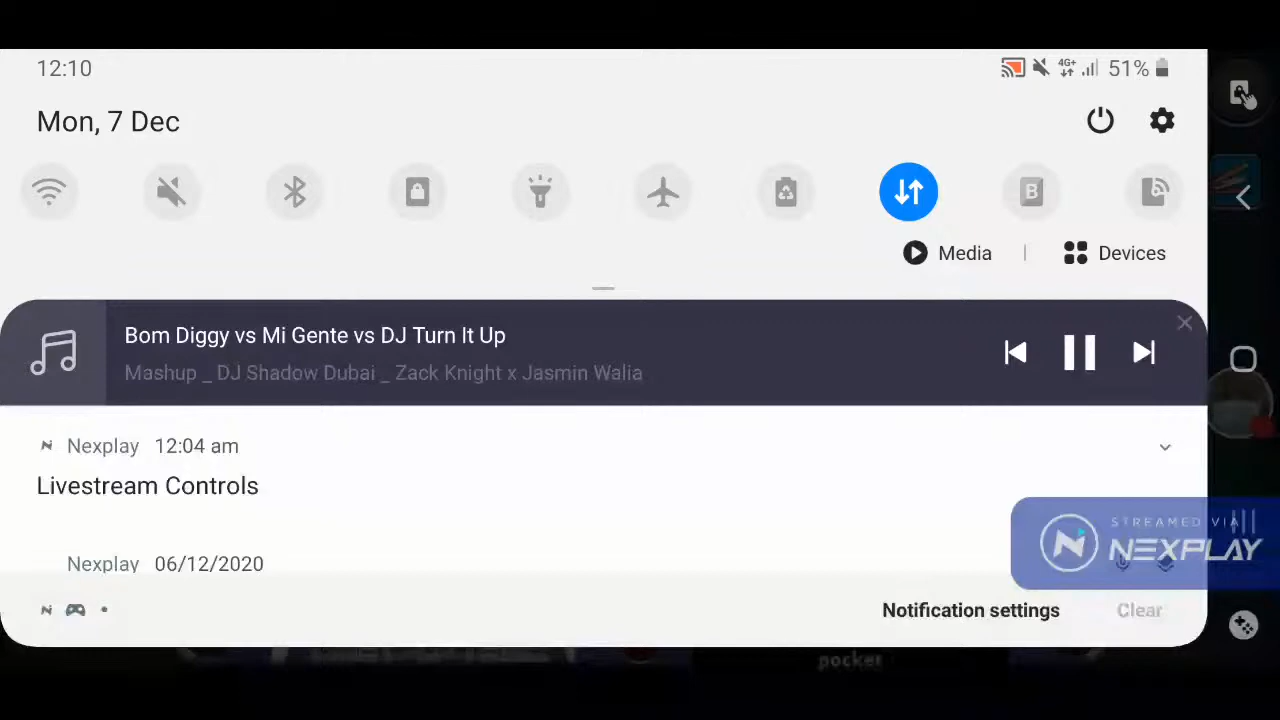 12:10
4G+ 51%
Mon, 7 Dec
B
Media | Devices
Bom Diggy vs Mi Gente vs DJ Turn It Up
Mashup _ DJ Shadow Dubai _ Zack Knight x Jasmin Walia
Nexplay 12:04 am
Livestream Controls
STREAMED VIA
NEXPLAY
Nexplay 06/12/2020
Notification settings Clear
pocker